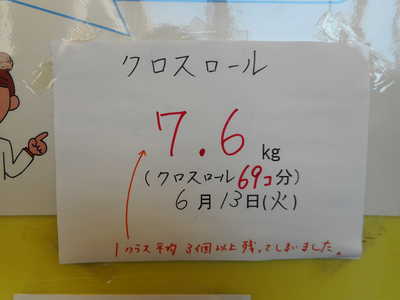 クロスロール
7.6 kg
(クロスロール69コ分)
6月13日(火)
1クラス平均 3個以上残ってしまいました。